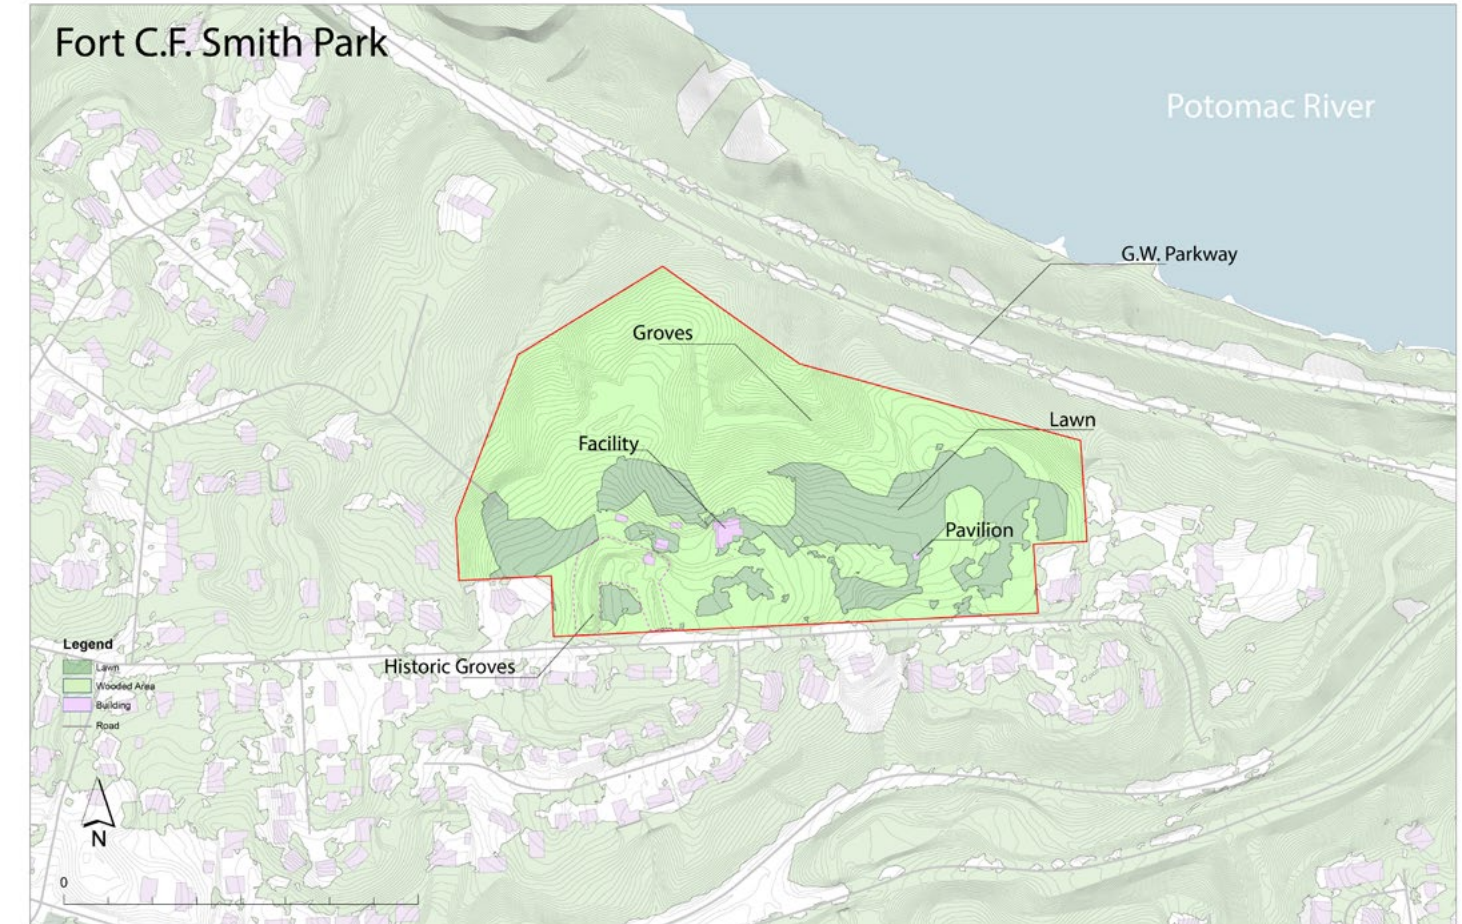 Fort C.F. Smith Park
Potomac River
G.W. Parkway
Groves
Lawn
Facility
Pavilion
Historic Groves
Legend
Lawn
Wooded Area
Building
Road
N
0